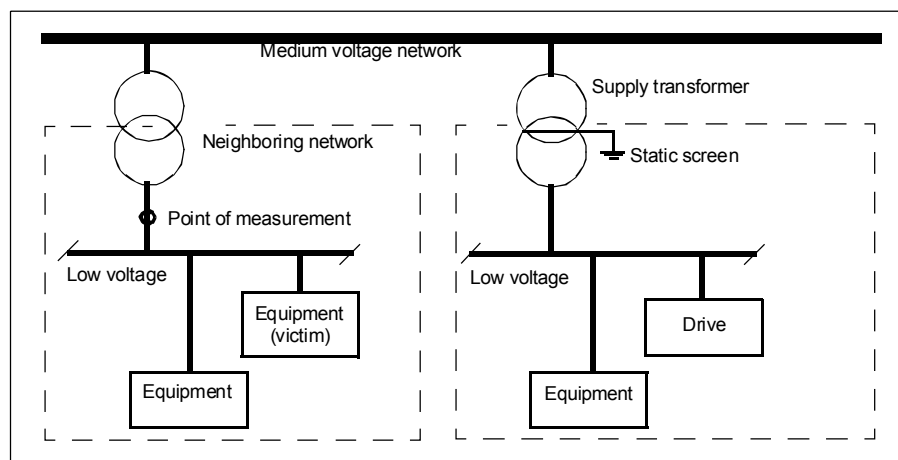 Medium voltage network
Supply transformer
Neighboring network
Static screen
Point of measurement
Low voltage
Low voltage
Equipment
(victim)
Drive
Equipment
Equipment